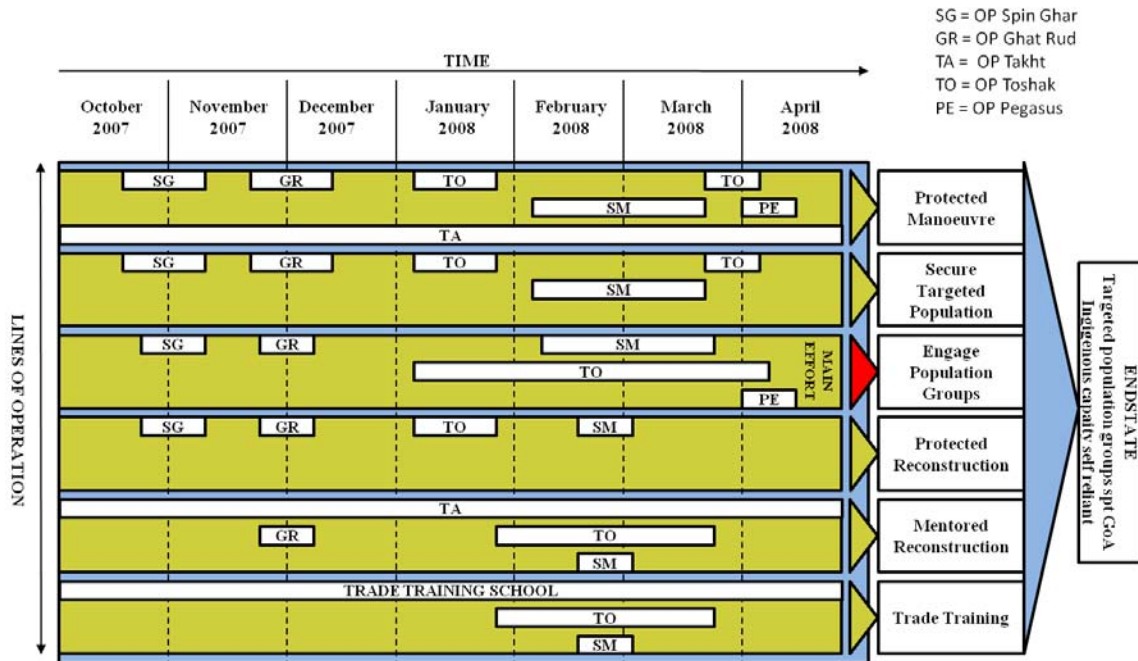 SG = OP Spin Ghar
GR = OP Ghat Rud
TA = OP Takht
TO = OP Toshak
PE = OP Pegasus
TIME
October
2007
November
2007
December
2007
January
2008
February
2008
March
2008
April
2008
LINES OF OPERATION
SG
GR
TO
TO
SM
PE
TA
Protected
Manoeuvre
SG
GR
TO
TO
SM
Secure
Targeted
Population
SG
GR
SM
TO
PE
MAIN
EFFORT
Engage
Population
Groups
SG
GR
TO
SM
Protected
Reconstruction
TA
GR
TO
SM
Mentored
Reconstruction
TRADE TRAINING SCHOOL
TO
SM
Trade Training
ENDSTATE
Targeted population groups spt GoA
Ingigenous capaity self reliant